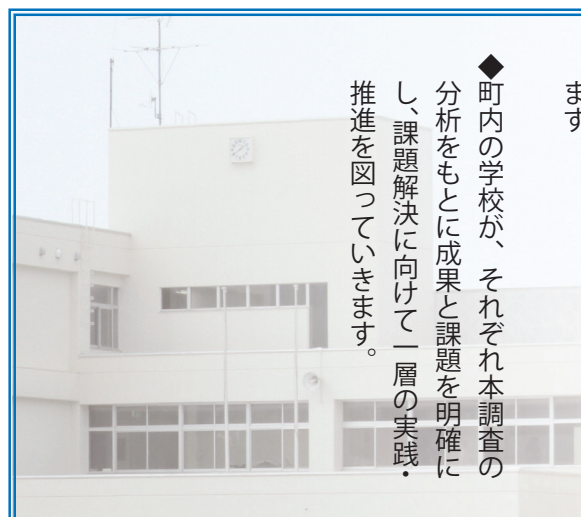 ます
◆町内の学校が、それぞれ本調査の
分析をもとに成果と課題を明確に
し、課題解決に向けて一層の実践・
推進を図っていきます。